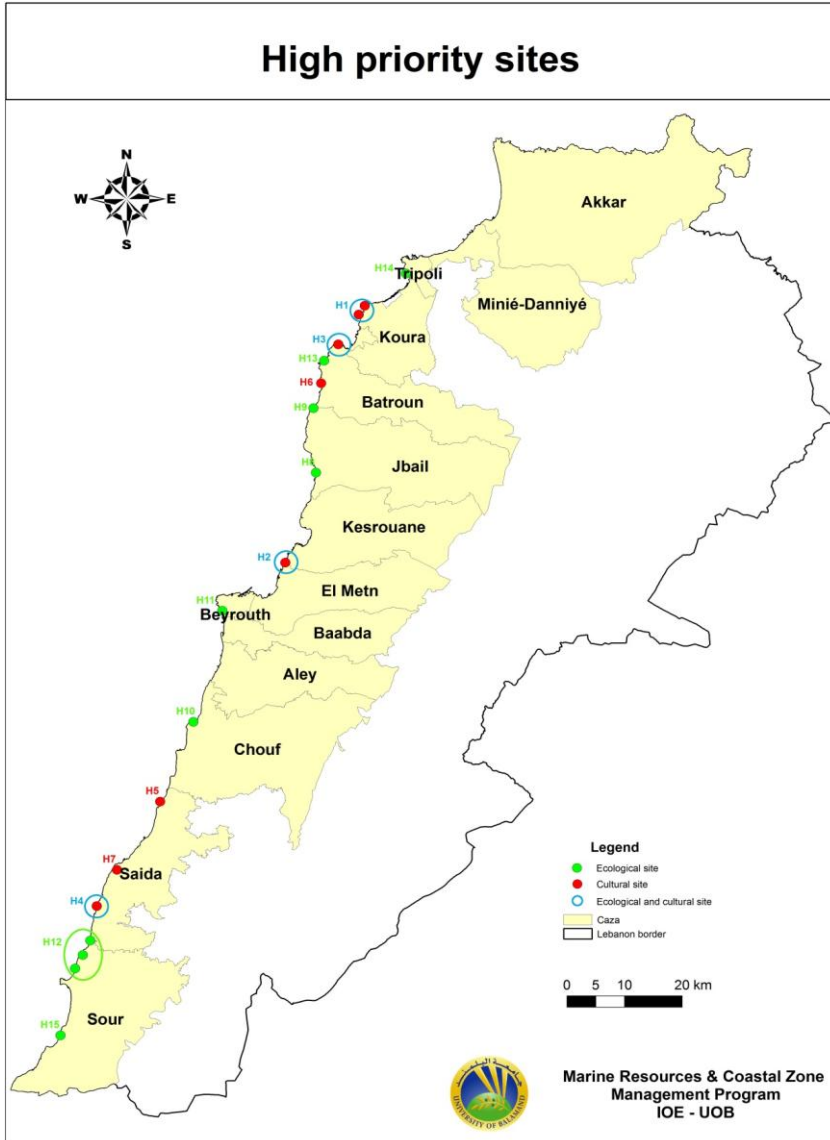 High priority sites
N
W
E
S
Akkar
H14
Tripoli
Minié-Danniyé
H1
Koura
H3
H13
H6
Batroun
H9
Jbail
Kesrouane
H2
El Metn
H11
Beyrouth
Baabda
Aley
H10
Chouf
H5
H7
Saida
H4
H12
Sour
H15
Legend
Ecological site
Cultural site
Ecological and cultural site
Caza
Lebanon border
0 5 10 20 km
UNIVERSITY OF BALAMAND
Marine Resources & Coastal Zone
Management Program
IOE - UOB